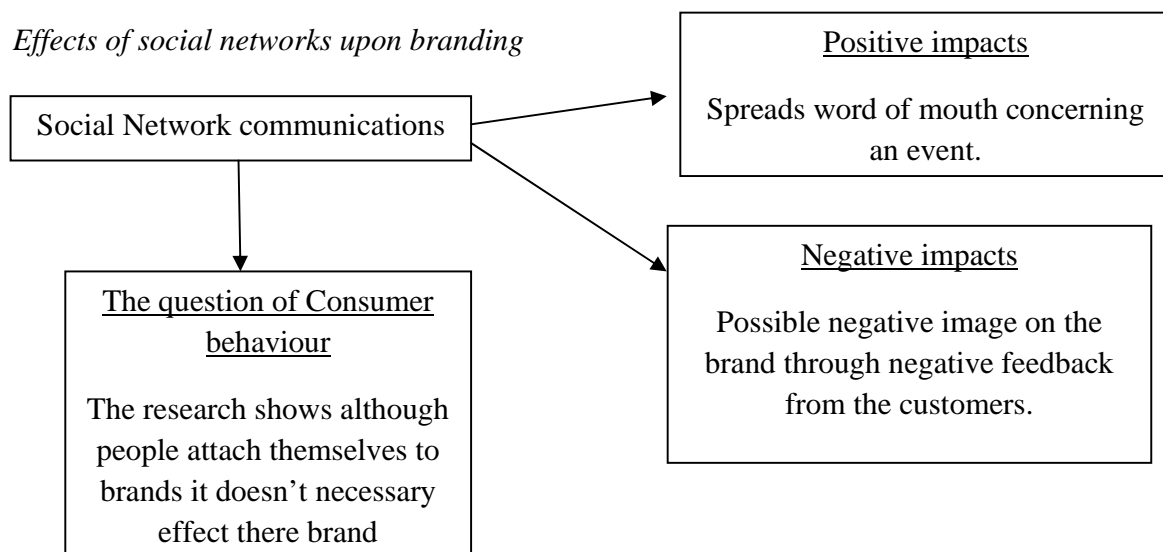 Effects of social networks upon branding
Social Network communications
Positive impacts
Spreads word of mouth concerning
an event.
Negative impacts
Possible negative image on the
brand through negative feedback
from the customers.
The question of Consumer
behaviour
The research shows although
people attach themselves to
brands it doesn’t necessary
effect there brand